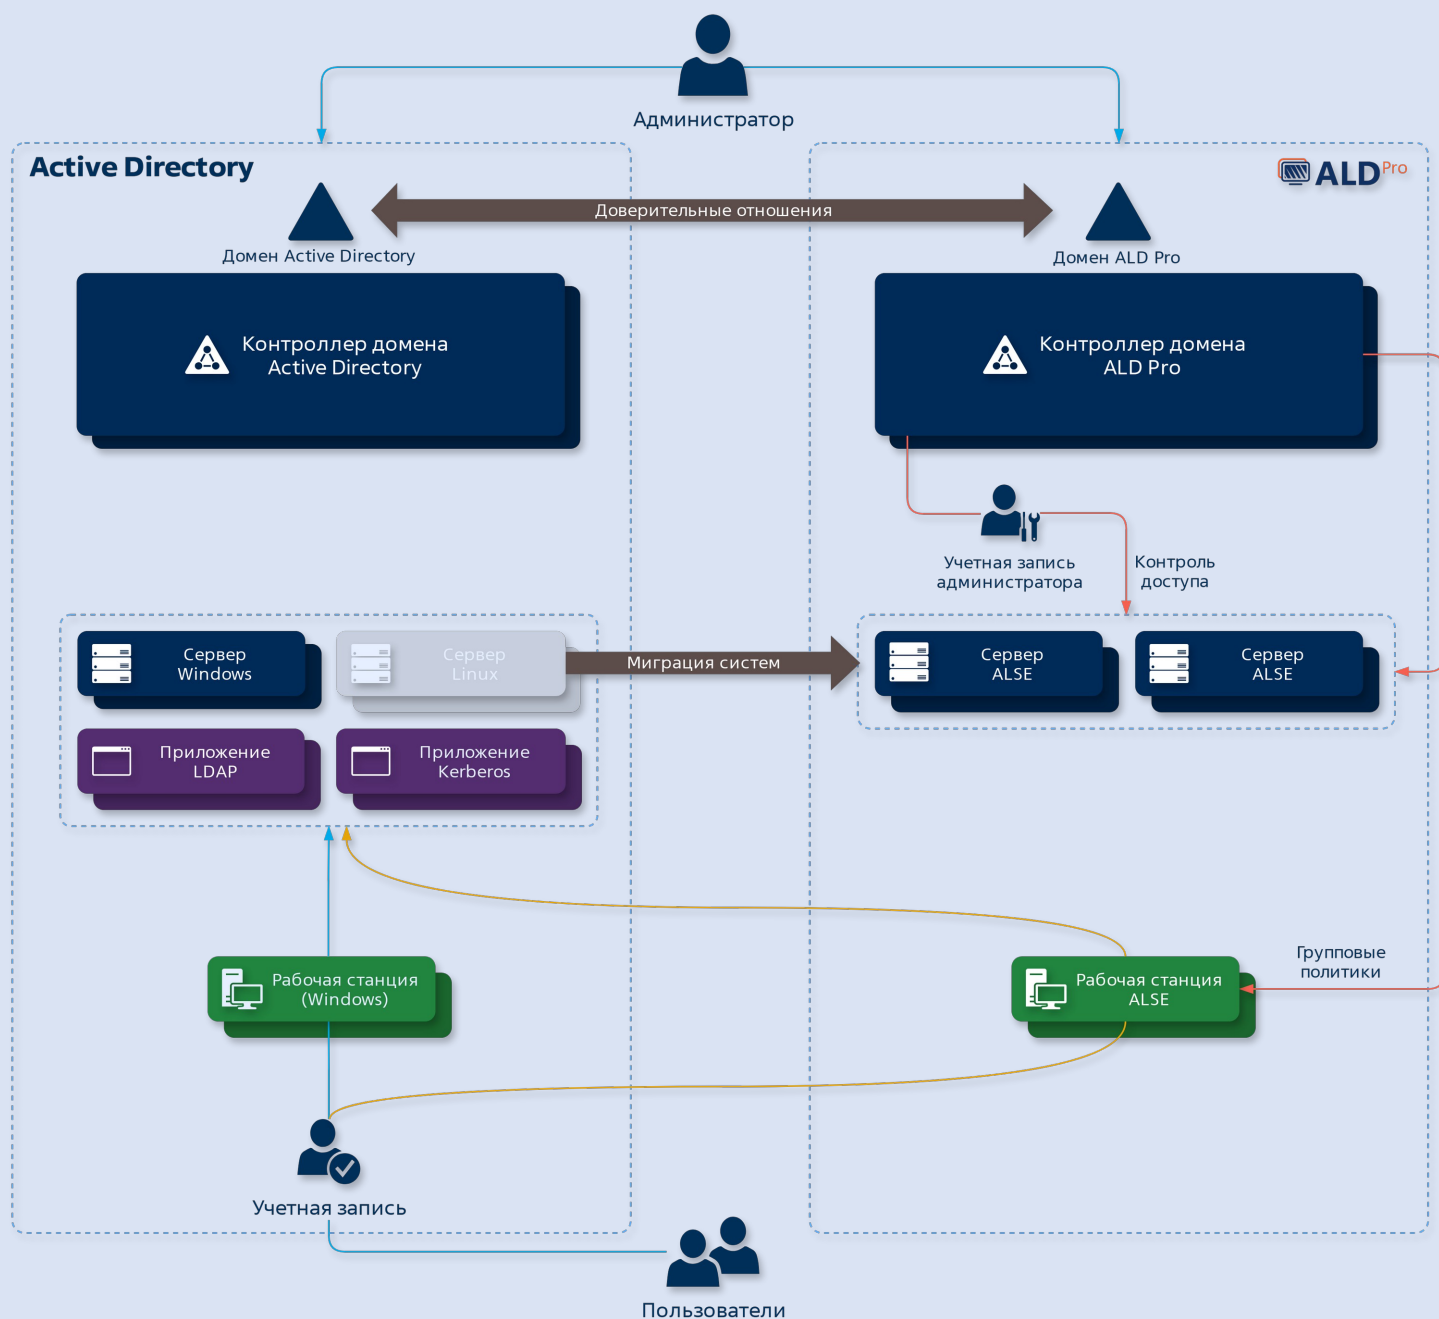 Администратор
Active Directory
ALD Pro
Доверительные отношения
Домен Active Directory
Домен ALD Pro
Контроллер домена
Active Directory
Контроллер домена
ALD Pro
Учетная запись
администратора
Контроль
доступа
Сервер
Windows
Сервер
Linux
Миграция систем
Сервер
ALSE
Сервер
ALSE
Приложение
LDAP
Приложение
Kerberos
Рабочая станция
(Windows)
Рабочая станция
ALSE
Групповые
политики
Учетная запись
Пользователи